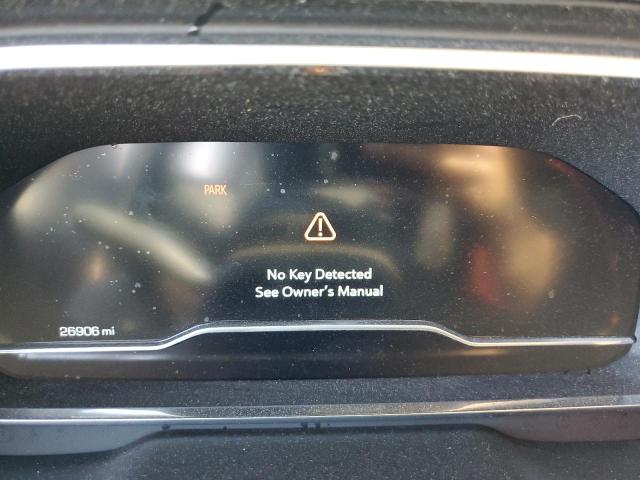 PARK
No Key Detected
See Owner's Manual
26906 mi